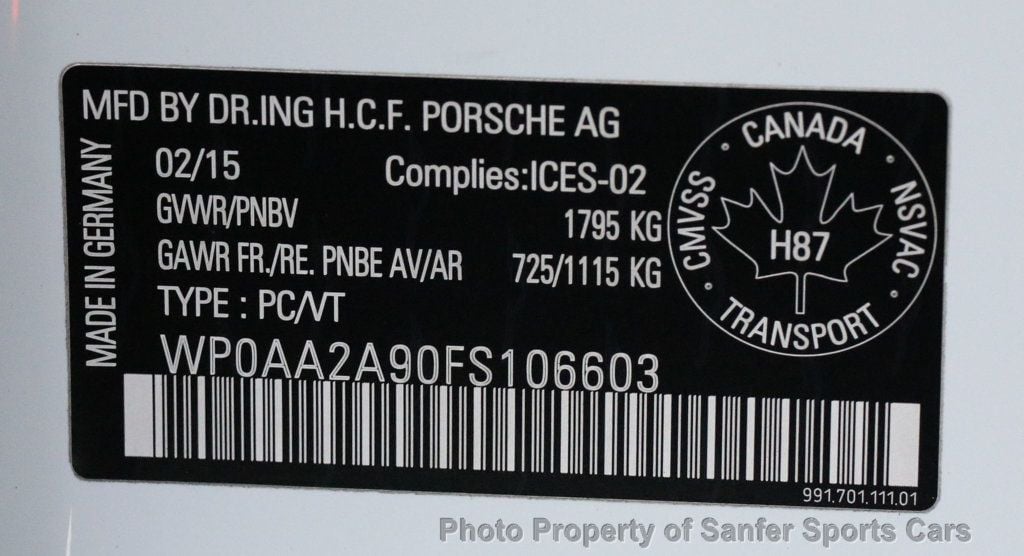 MFD BY DR.ING H.C.F. PORSCHE AG
MADE IN GERMANY
02/15
Complies:ICES-02
GVWR/PNBV 1795 KG
GAWR FR./RE. PNBE AV/AR 725/1115 KG
TYPE : PC/VT
WP0AA2A90FS106603
CANADA
CMVSS
NSVAC
H87
TRANSPORT
991.701.111.01
Photo Property of Sanfer Sports Cars